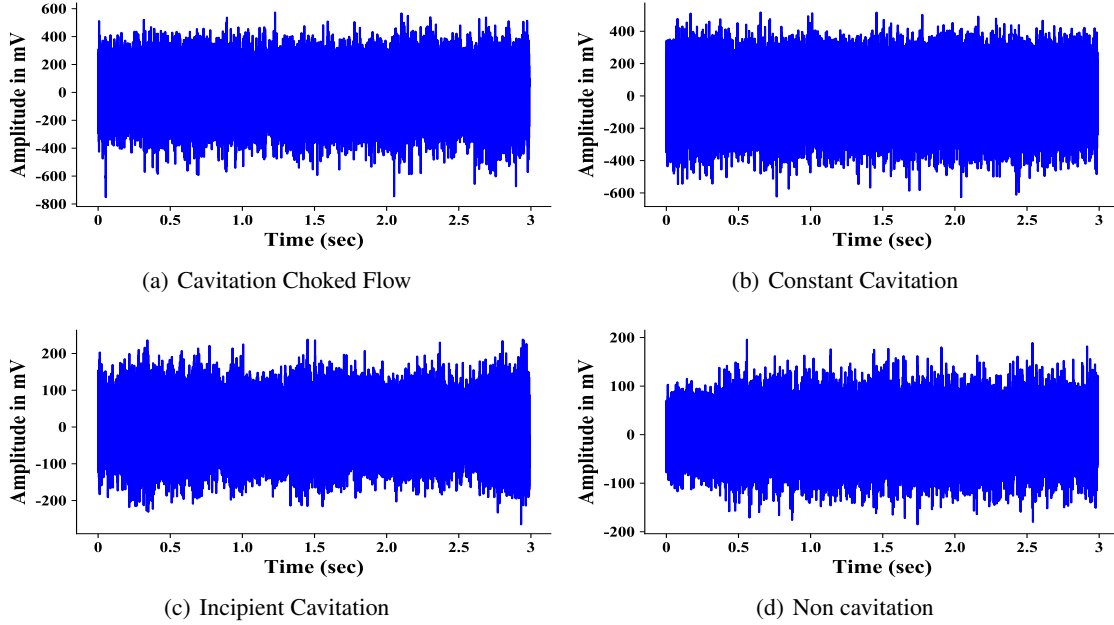 600
400
200
0
-200
-400
-600
-800
Amplitude in mV
0 0.5 1.0 1.5 2.0 2.5 3
Time (sec)
(a) Cavitation Choked Flow
400
200
0
-200
-400
-600
Amplitude in mV
0 0.5 1.0 1.5 2.0 2.5 3
Time (sec)
(b) Constant Cavitation
200
100
0
-100
-200
Amplitude in mV
0 0.5 1.0 1.5 2.0 2.5 3
Time (sec)
(c) Incipient Cavitation
200
100
0
-100
-200
Amplitude in mV
0 0.5 1.0 1.5 2.0 2.5 3
Time (sec)
(d) Non cavitation